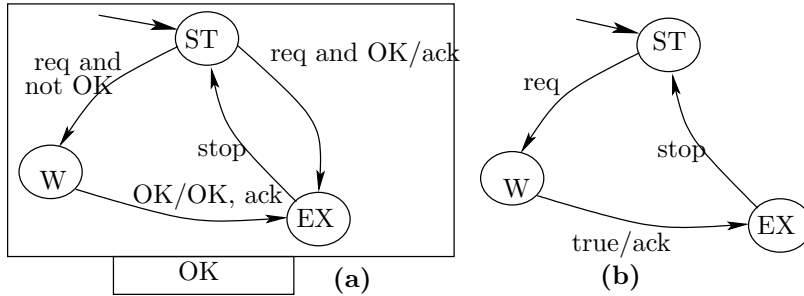 ST
req and
not OK
req and OK/ack
stop
W
OK/OK, ack
EX
OK
(a)
ST
req
stop
W
EX
true/ack
(b)